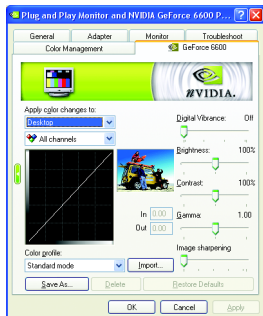 Plug and Play Monitor and NVIDIA GeForce 6600 P...
General Adapter Monitor Troubleshoot
Color Management GeForce 6600
nVIDIA.
Apply color changes to:
Desktop
All channels
Digital Vibrance: Off
Brightness: 100%
Contrast: 100%
In 0.00 Gamma: 1.00
Out 0.00
Color profile:
Image sharpening
Standard mode Import...
Save As... Delete Restore Defaults
OK Cancel Apply